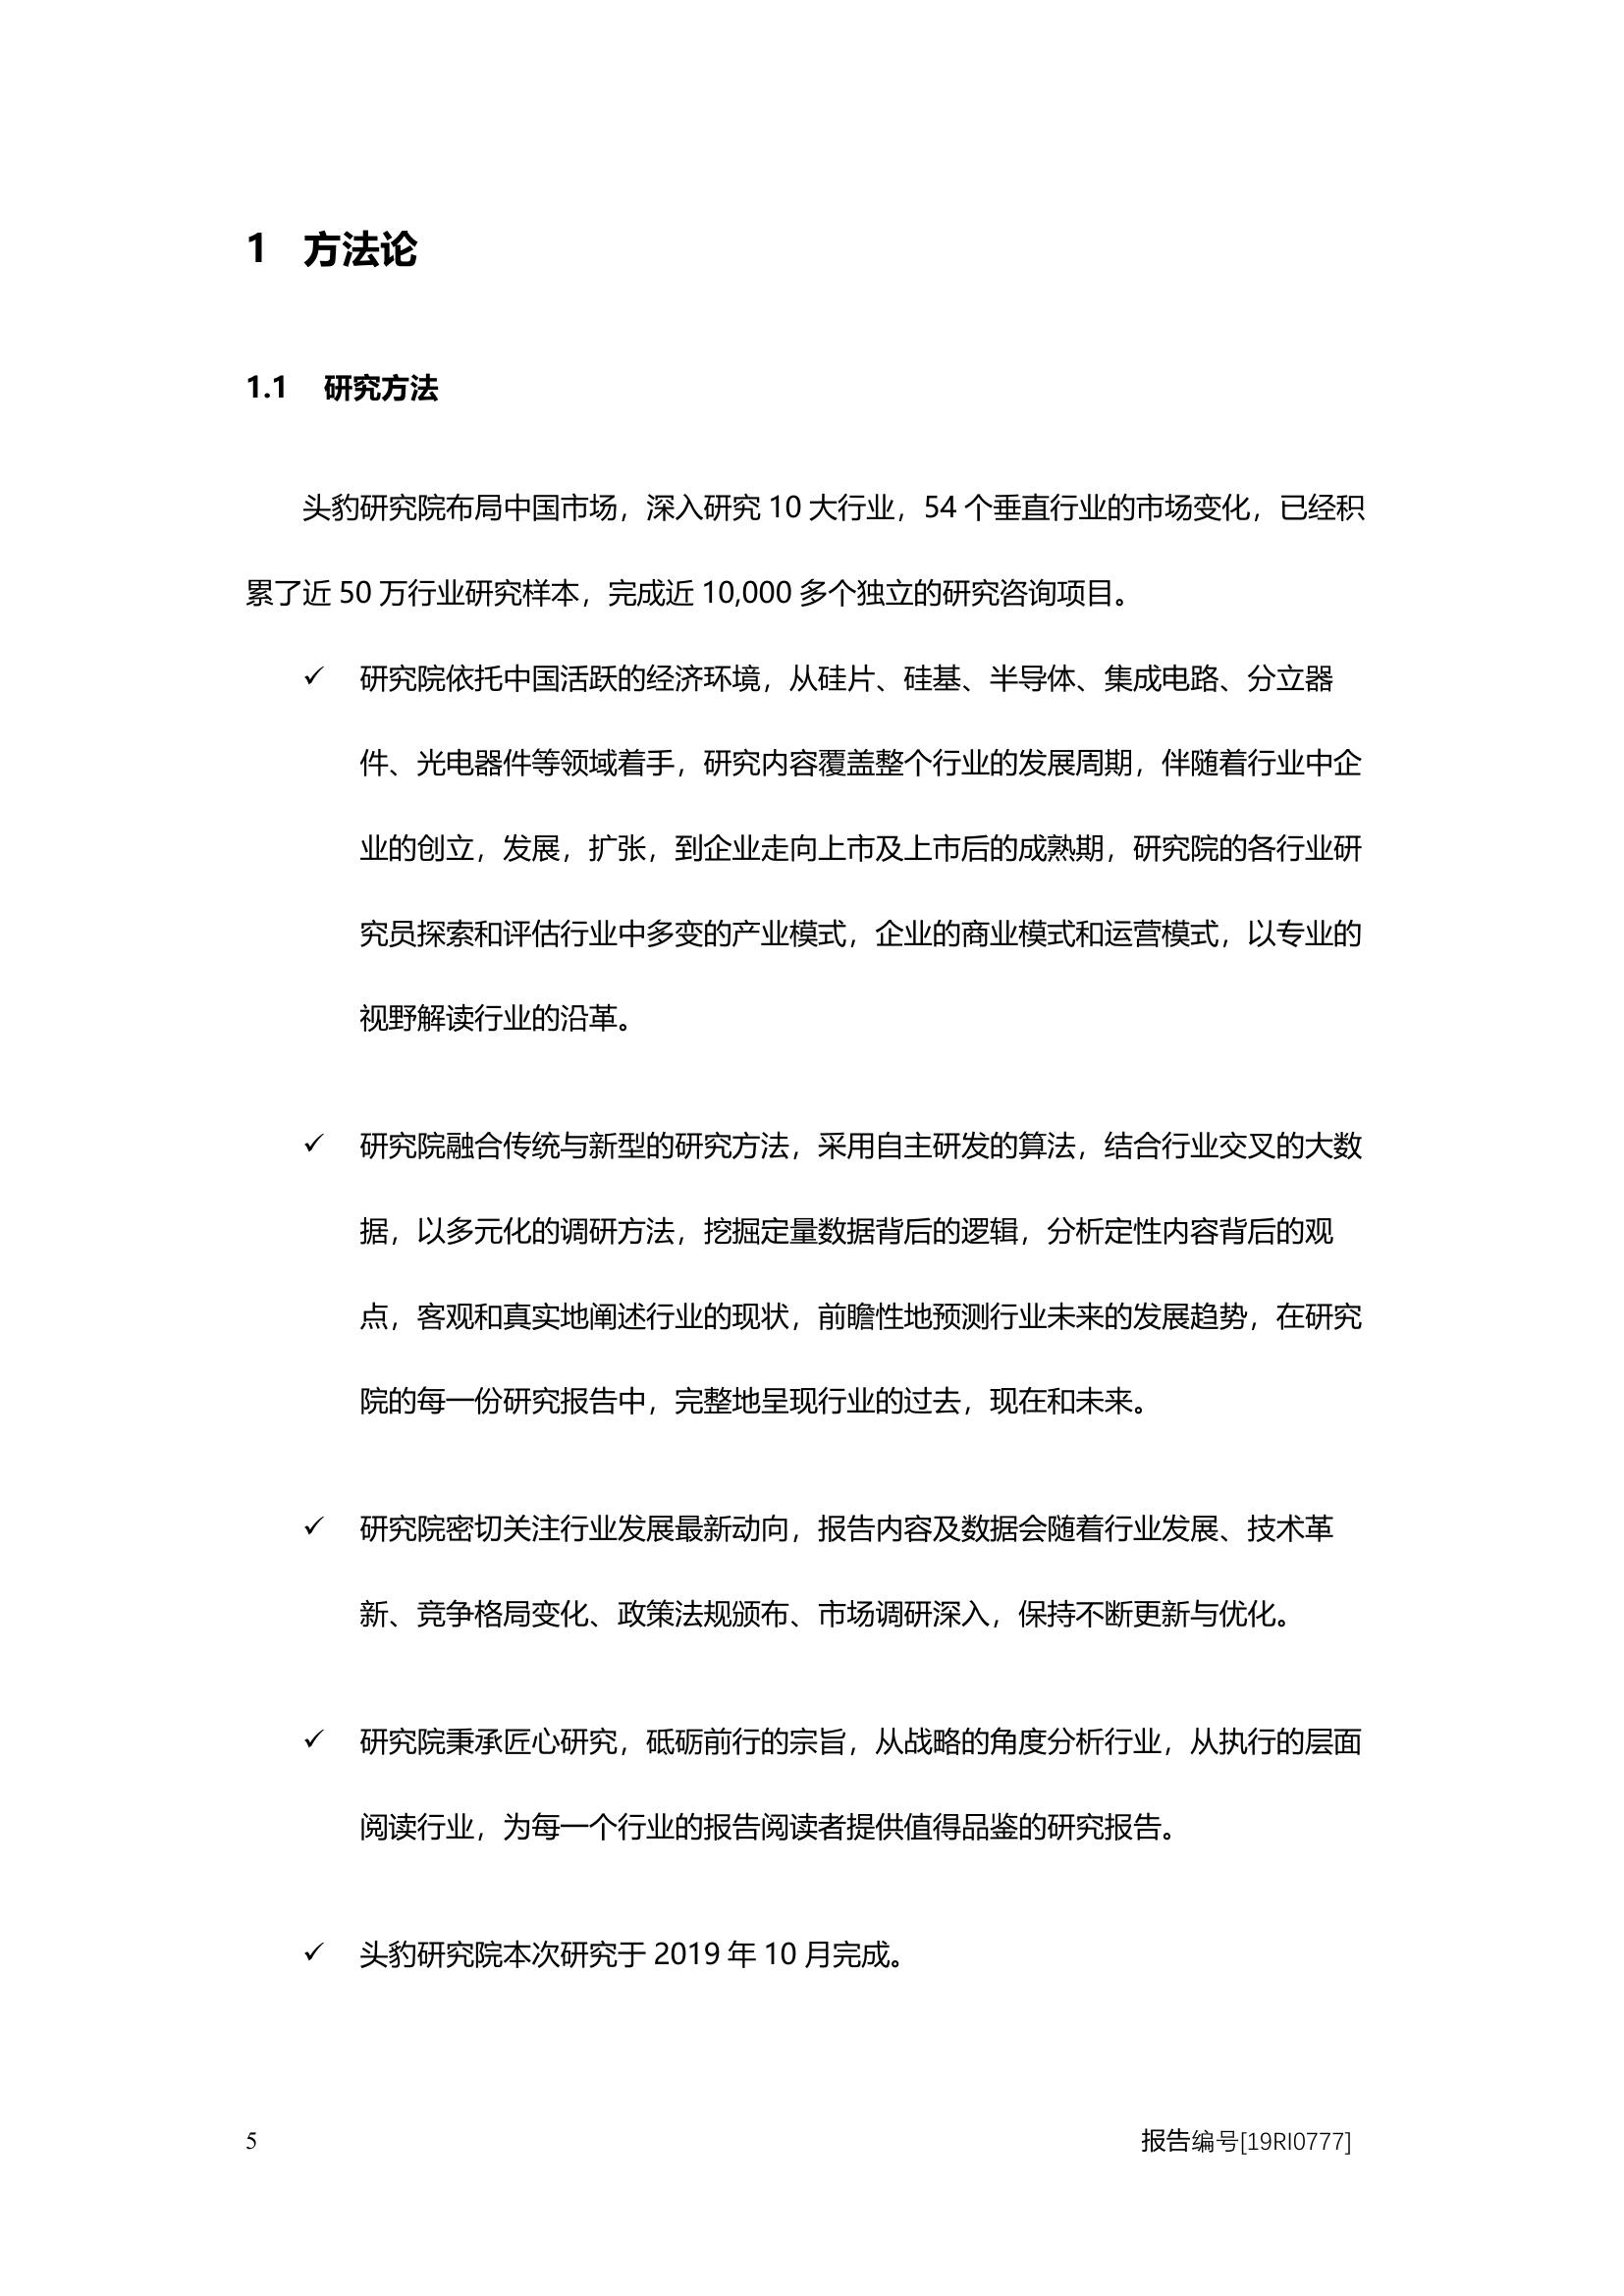 1 方法论
1.1 研究方法
头豹研究院布局中国市场，深入研究 10 大行业，54 个垂直行业的市场变化，已经积
累了近 50 万行业研究样本，完成近 10,000 多个独立的研究咨询项目。
✓ 研究院依托中国活跃的经济环境，从硅片、硅基、半导体、集成电路、分立器
件、光电器件等领域着手，研究内容覆盖整个行业的发展周期，伴随着行业中企
业的创立，发展，扩张，到企业走向上市及上市后的成熟期，研究院的各行业研
究员探索和评估行业中多变的产业模式，企业的商业模式和运营模式，以专业的
视野解读行业的沿革。
✓ 研究院融合传统与新型的研究方法，采用自主研发的算法，结合行业交叉的大数
据，以多元化的调研方法，挖掘定量数据背后的逻辑，分析定性内容背后的观
点，客观和真实地阐述行业的现状，前瞻性地预测行业未来的发展趋势，在研究
院的每一份研究报告中，完整地呈现行业的过去，现在和未来。
✓ 研究院密切关注行业发展最新动向，报告内容及数据会随着行业发展、技术革
新、竞争格局变化、政策法规颁布、市场调研深入，保持不断更新与优化。
✓ 研究院秉承匠心研究，砥砺前行的宗旨，从战略的角度分析行业，从执行的层面
阅读行业，为每一个行业的报告阅读者提供值得品鉴的研究报告。
✓ 头豹研究院本次研究于 2019 年 10 月完成。
5 报告编号[19RI0777]